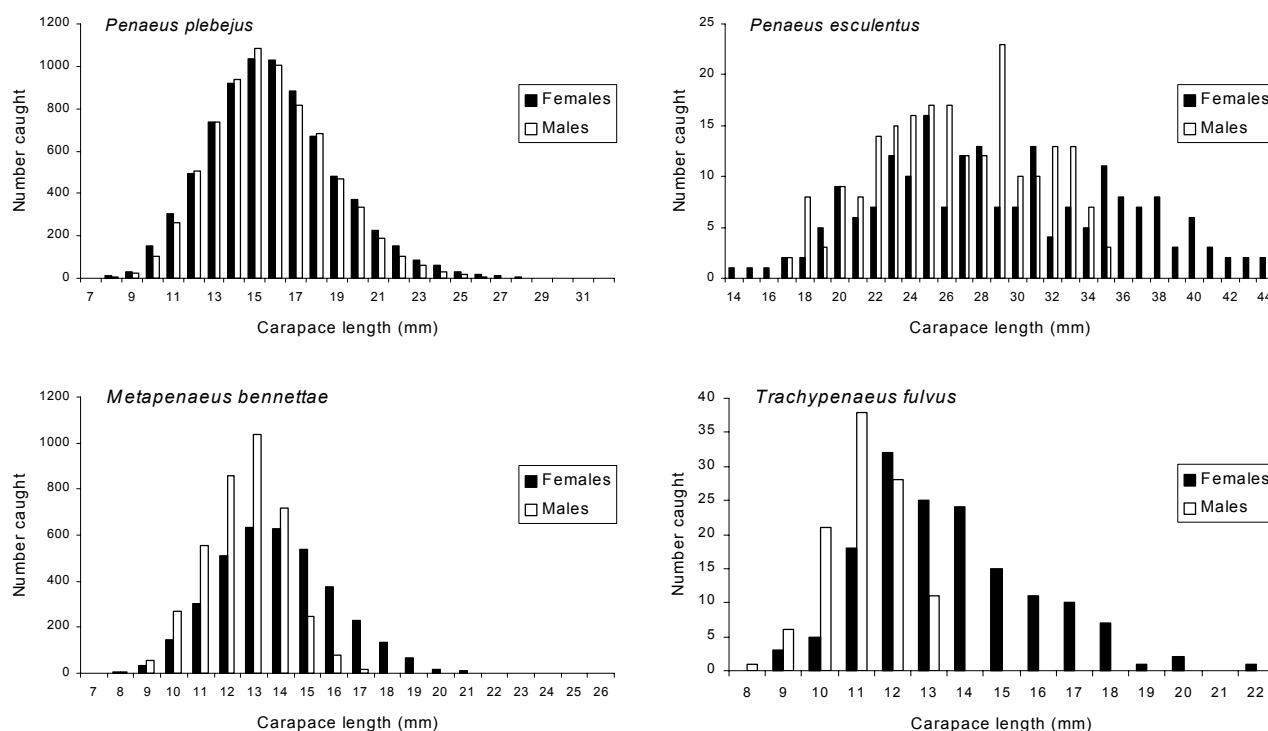 Penaeus plebejus
Number caught
1200
1000
800
600
400
200
0
7 9 11 13 15 17 19 21 23 25 27 29 31
Carapace length (mm)
Females
Males
Penaeus esculentus
Number caught
25
20
15
10
5
0
14 16 18 20 22 24 26 28 30 32 34 36 38 40 42 44
Carapace length (mm)
Females
Males
Metapenaeus bennettae
Number caught
1200
1000
800
600
400
200
0
7 8 9 10 11 12 13 14 15 16 17 18 19 20 21 22 23 24 25 26
Carapace length (mm)
Females
Males
Trachypenaeus fulvus
Number caught
40
35
30
25
20
15
10
5
0
8 9 10 11 12 13 14 15 16 17 18 19 20 21 22
Carapace length (mm)
Females
Males